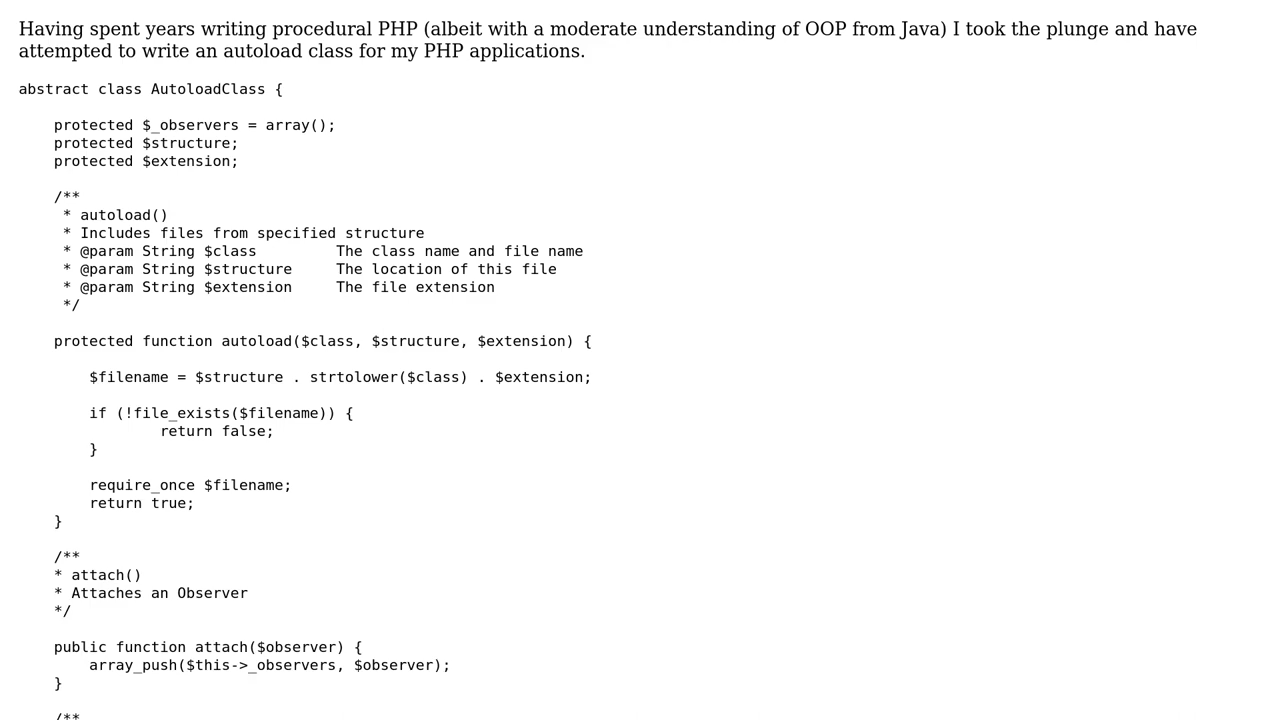 Having spent years writing procedural PHP (albeit with a moderate understanding of OOP from Java) I took the plunge and have
attempted to write an autoload class for my PHP applications.
abstract class AutoloadClass {
    protected $_observers = array();
    protected $structure;
    protected $extension;
    /**
     * autoload()
     * Includes files from specified structure
     * @param String $class         The class name and file name
     * @param String $structure     The location of this file
     * @param String $extension     The file extension
     */
    protected function autoload($class, $structure, $extension) {
        $filename = $structure . strtolower($class) . $extension;
        if (!file_exists($filename)) {
                return false;
        }
        require_once $filename;
        return true;
    }
    /**
    * attach()
    * Attaches an Observer
    */
    public function attach($observer) {
        array_push($this->_observers, $observer);
    }
    /**